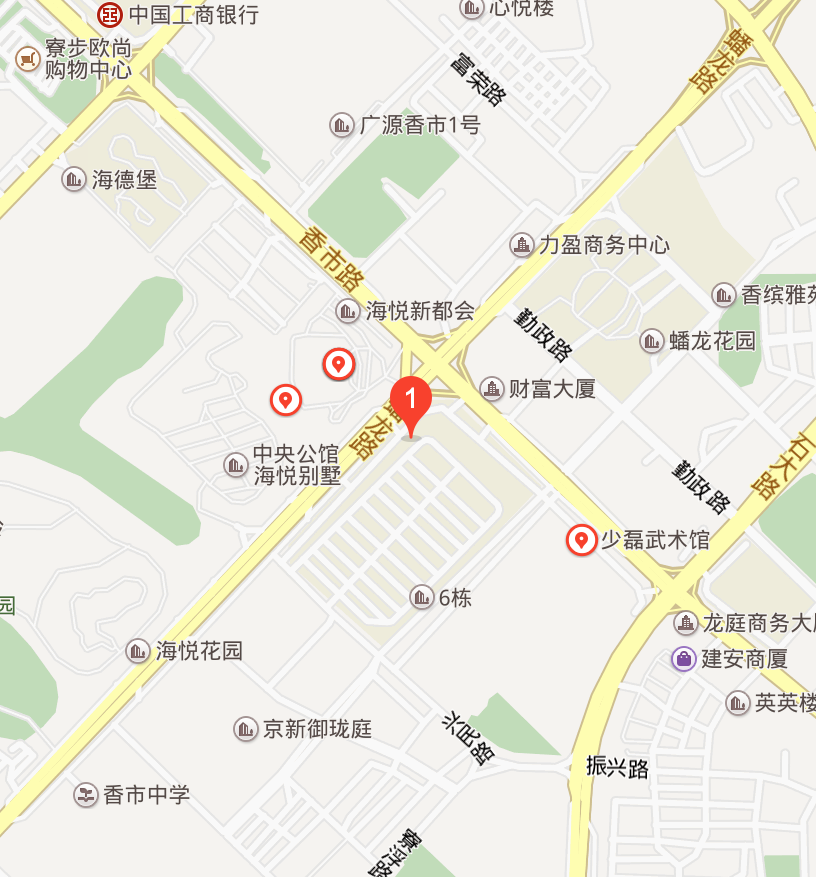 中国工商银行
心悦楼
寮步欧尚
购物中心
蟠龙路
富荣路
广源香市1号
海德堡
香市路
力盈商务中心
海悦新都会
香缤雅苑
勤政路
蟠龙花园
财富大厦
1
龙路
石大路
中央公馆
海悦别墅
勤政路
少磊武术馆
6栋
园
龙庭商务大厦
海悦花园
建安商厦
英英楼
京新御珑庭
兴民路
振兴路
香市中学
寮浮路